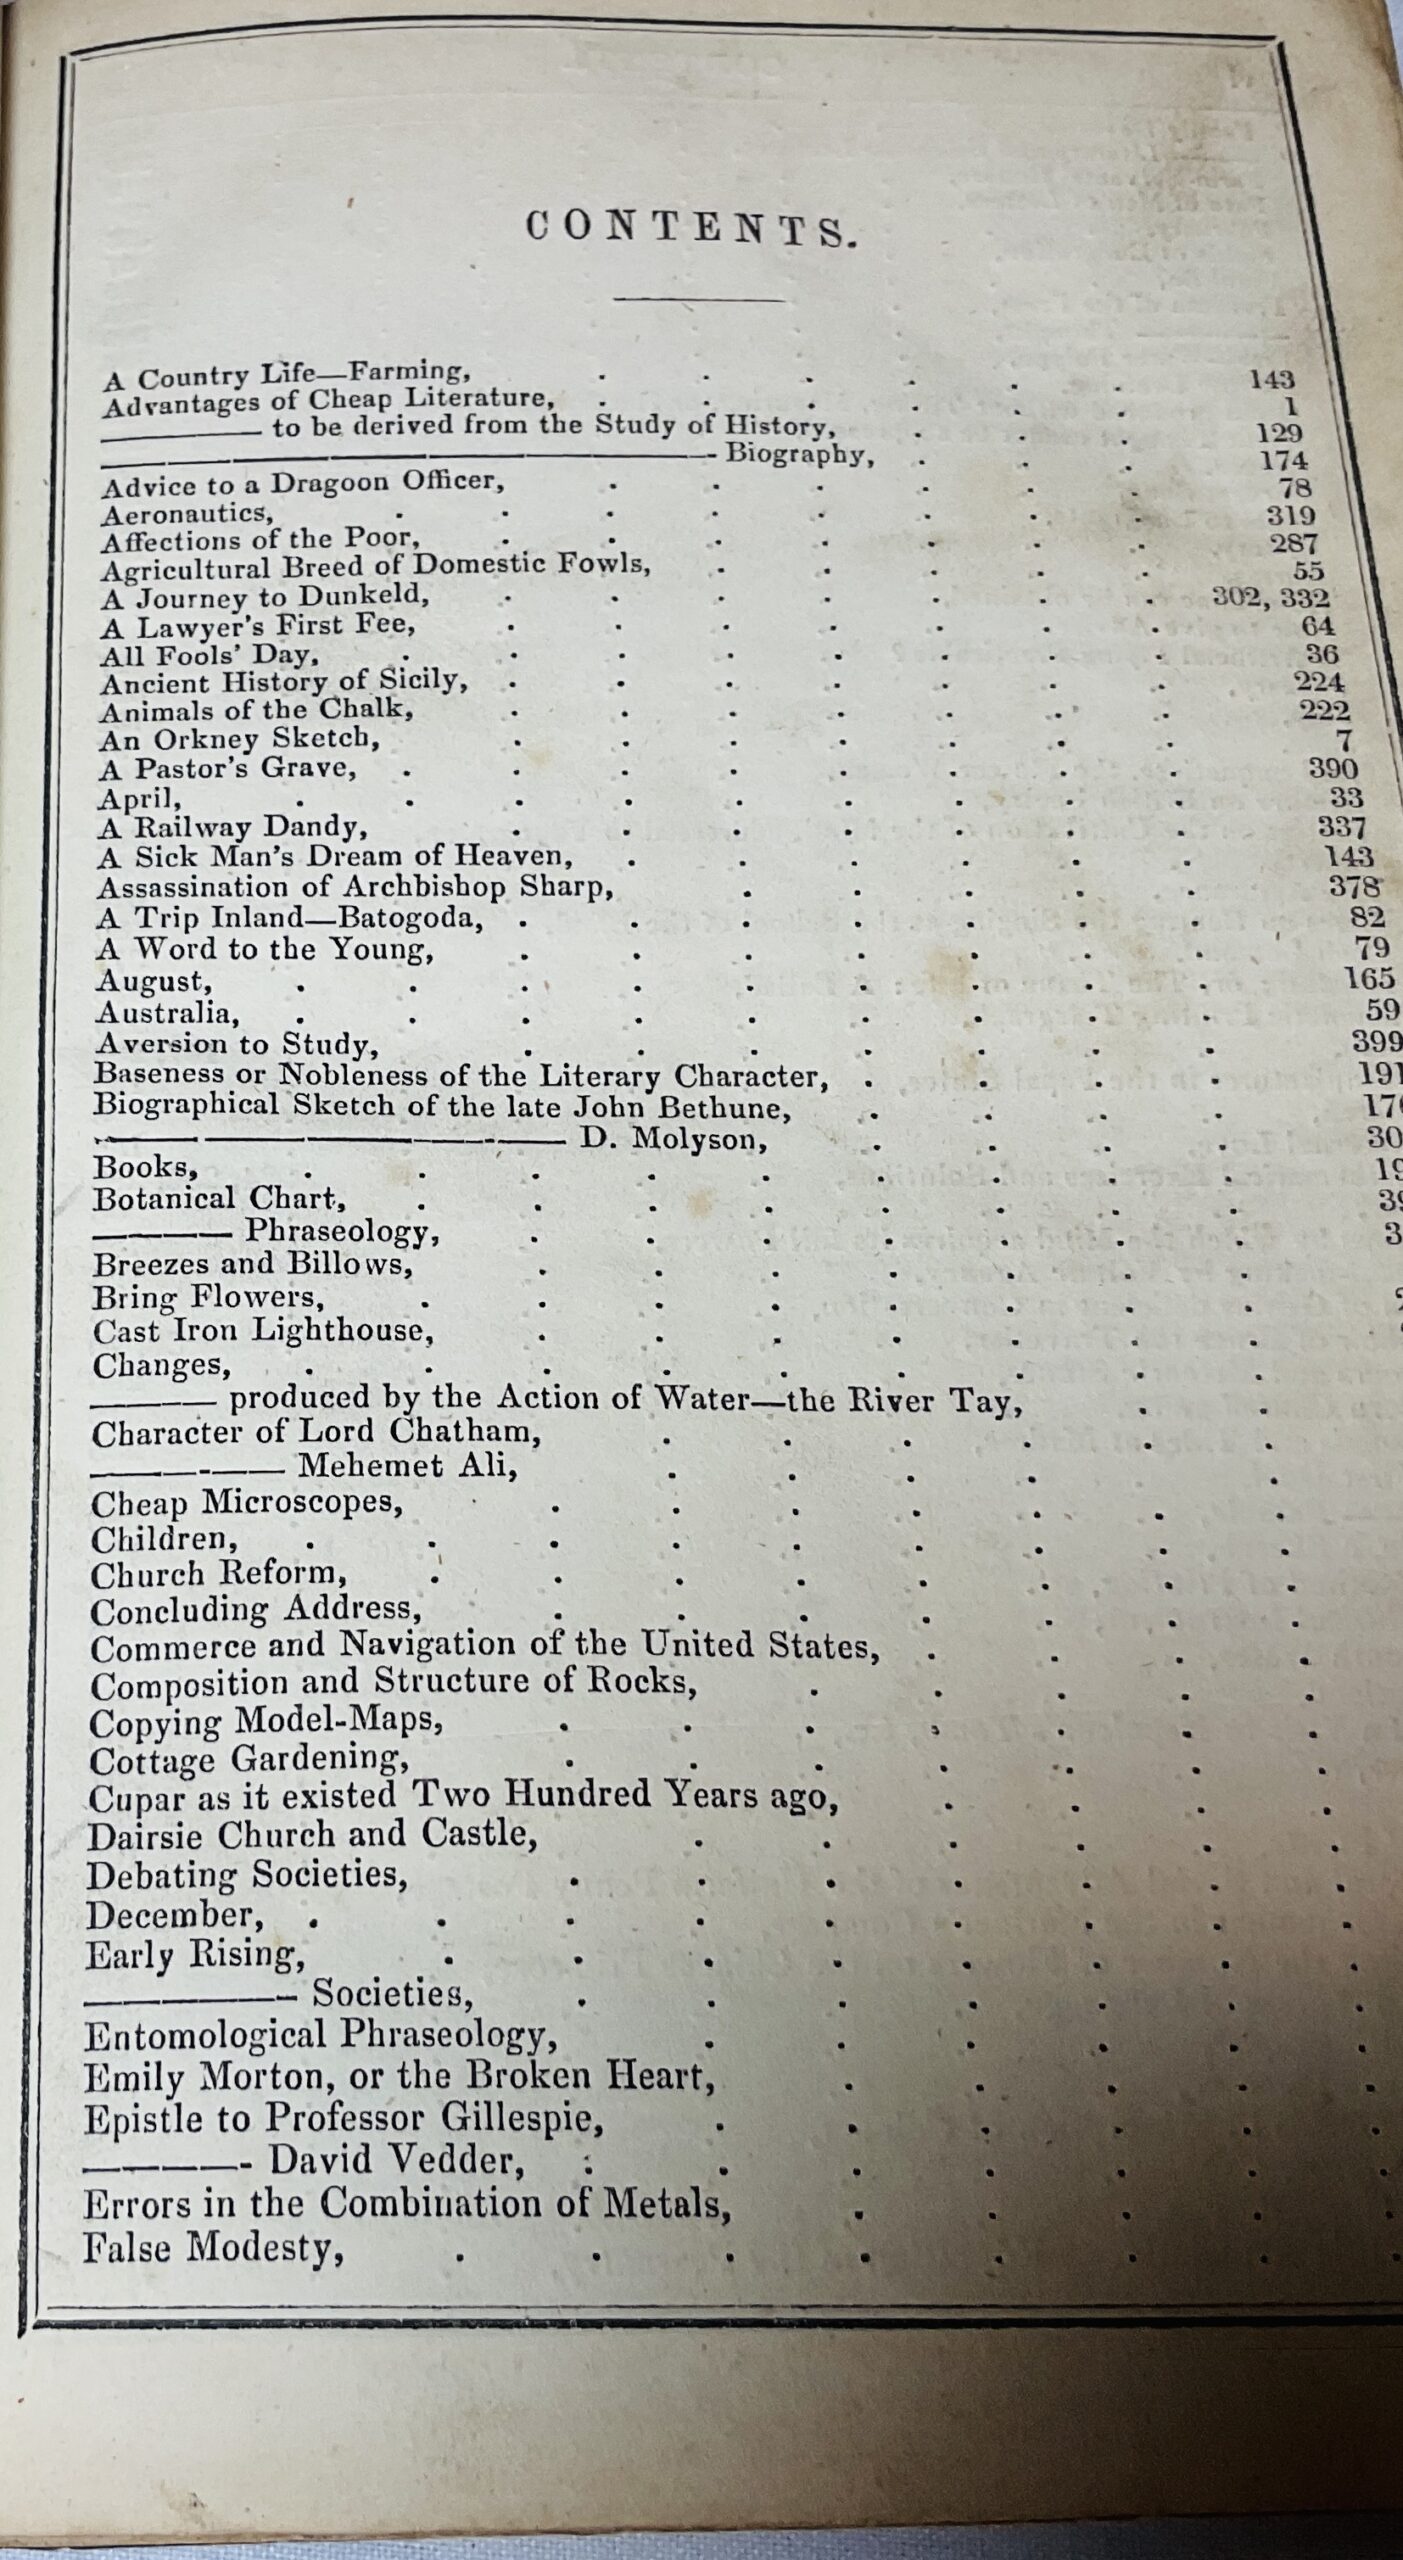 CONTENTS.
A Country Life—Farming, . . . . . . 143
Advantages of Cheap Literature, . . . . . . 1
——— to be derived from the Study of History, . . . 129
——————————— Biography, . . . 174
Advice to a Dragoon Officer, . . . . . . 78
Aeronautics, . . . . . . . . 319
Affections of the Poor, . . . . . . . 287
Agricultural Breed of Domestic Fowls, . . . . . 55
A Journey to Dunkeld, . . . . . . . 302, 332
A Lawyer's First Fee, . . . . . . . 64
All Fools' Day, . . . . . . . . 36
Ancient History of Sicily, . . . . . . . 224
Animals of the Chalk, . . . . . . . 222
An Orkney Sketch, . . . . . . . 7
A Pastor's Grave, . . . . . . . . 390
April, . . . . . . . . . 33
A Railway Dandy, . . . . . . . 337
A Sick Man's Dream of Heaven, . . . . . . 143
Assassination of Archbishop Sharp, . . . . . 378
A Trip Inland—Batogoda, . . . . . . . 82
A Word to the Young, . . . . . . . 79
August, . . . . . . . . . 165
Australia, . . . . . . . . . 59
Aversion to Study, . . . . . . . 399
Baseness or Nobleness of the Literary Character, . . . . 191
Biographical Sketch of the late John Bethune, . . . . 17
———————— D. Molyson, . . . . 30
Books, . . . . . . . . . 19
Botanical Chart, . . . . . . . . 39
——— Phraseology, . . . . . . . 3
Breezes and Billows, . . . . . . .
Bring Flowers, . . . . . . . .
Cast Iron Lighthouse, . . . . . . .
Changes, . . . . . . . . .
——— produced by the Action of Water—the River Tay, . .
Character of Lord Chatham, . . . . . .
———— Mehemet Ali, . . . . .
Cheap Microscopes, . . . . . . .
Children, . . . . . . . . .
Church Reform, . . . . . . . .
Concluding Address, . . . . . . .
Commerce and Navigation of the United States, . . . .
Composition and Structure of Rocks, . . . . .
Copying Model-Maps, . . . . . . .
Cottage Gardening, . . . . . . .
Cupar as it existed Two Hundred Years ago, . . . .
Dairsie Church and Castle, . . . . . .
Debating Societies, . . . . . . .
December, . . . . . . . . .
Early Rising, . . . . . . . .
———— Societies, . . . . . . .
Entomological Phraseology, . . . . . .
Emily Morton, or the Broken Heart, . . . . .
Epistle to Professor Gillespie, . . . . . .
———— David Vedder, : . . . . . .
Errors in the Combination of Metals, . . . . .
False Modesty, . . . . . . . .